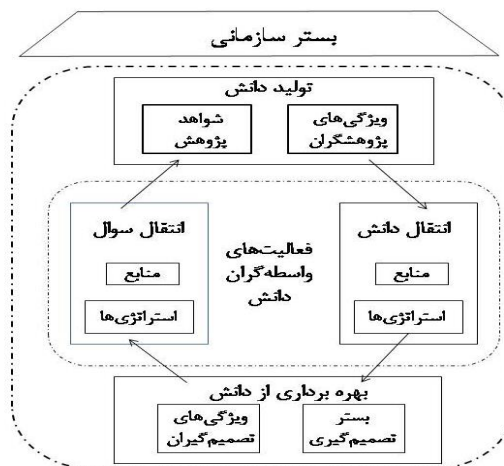 بستر سازمانی
تولید دانش
ویژگی‌های
پژوهشگران
شواهد
پژوهش
انتقال دانش
منابع
استراتژی‌ها
فعالیت‌های
واسطه‌گران
دانش
انتقال سوال
منابع
استراتژی‌ها
بهره برداری از دانش
بستر
تصمیم‌گیری
ویژگی‌های
تصمیم‌گیران